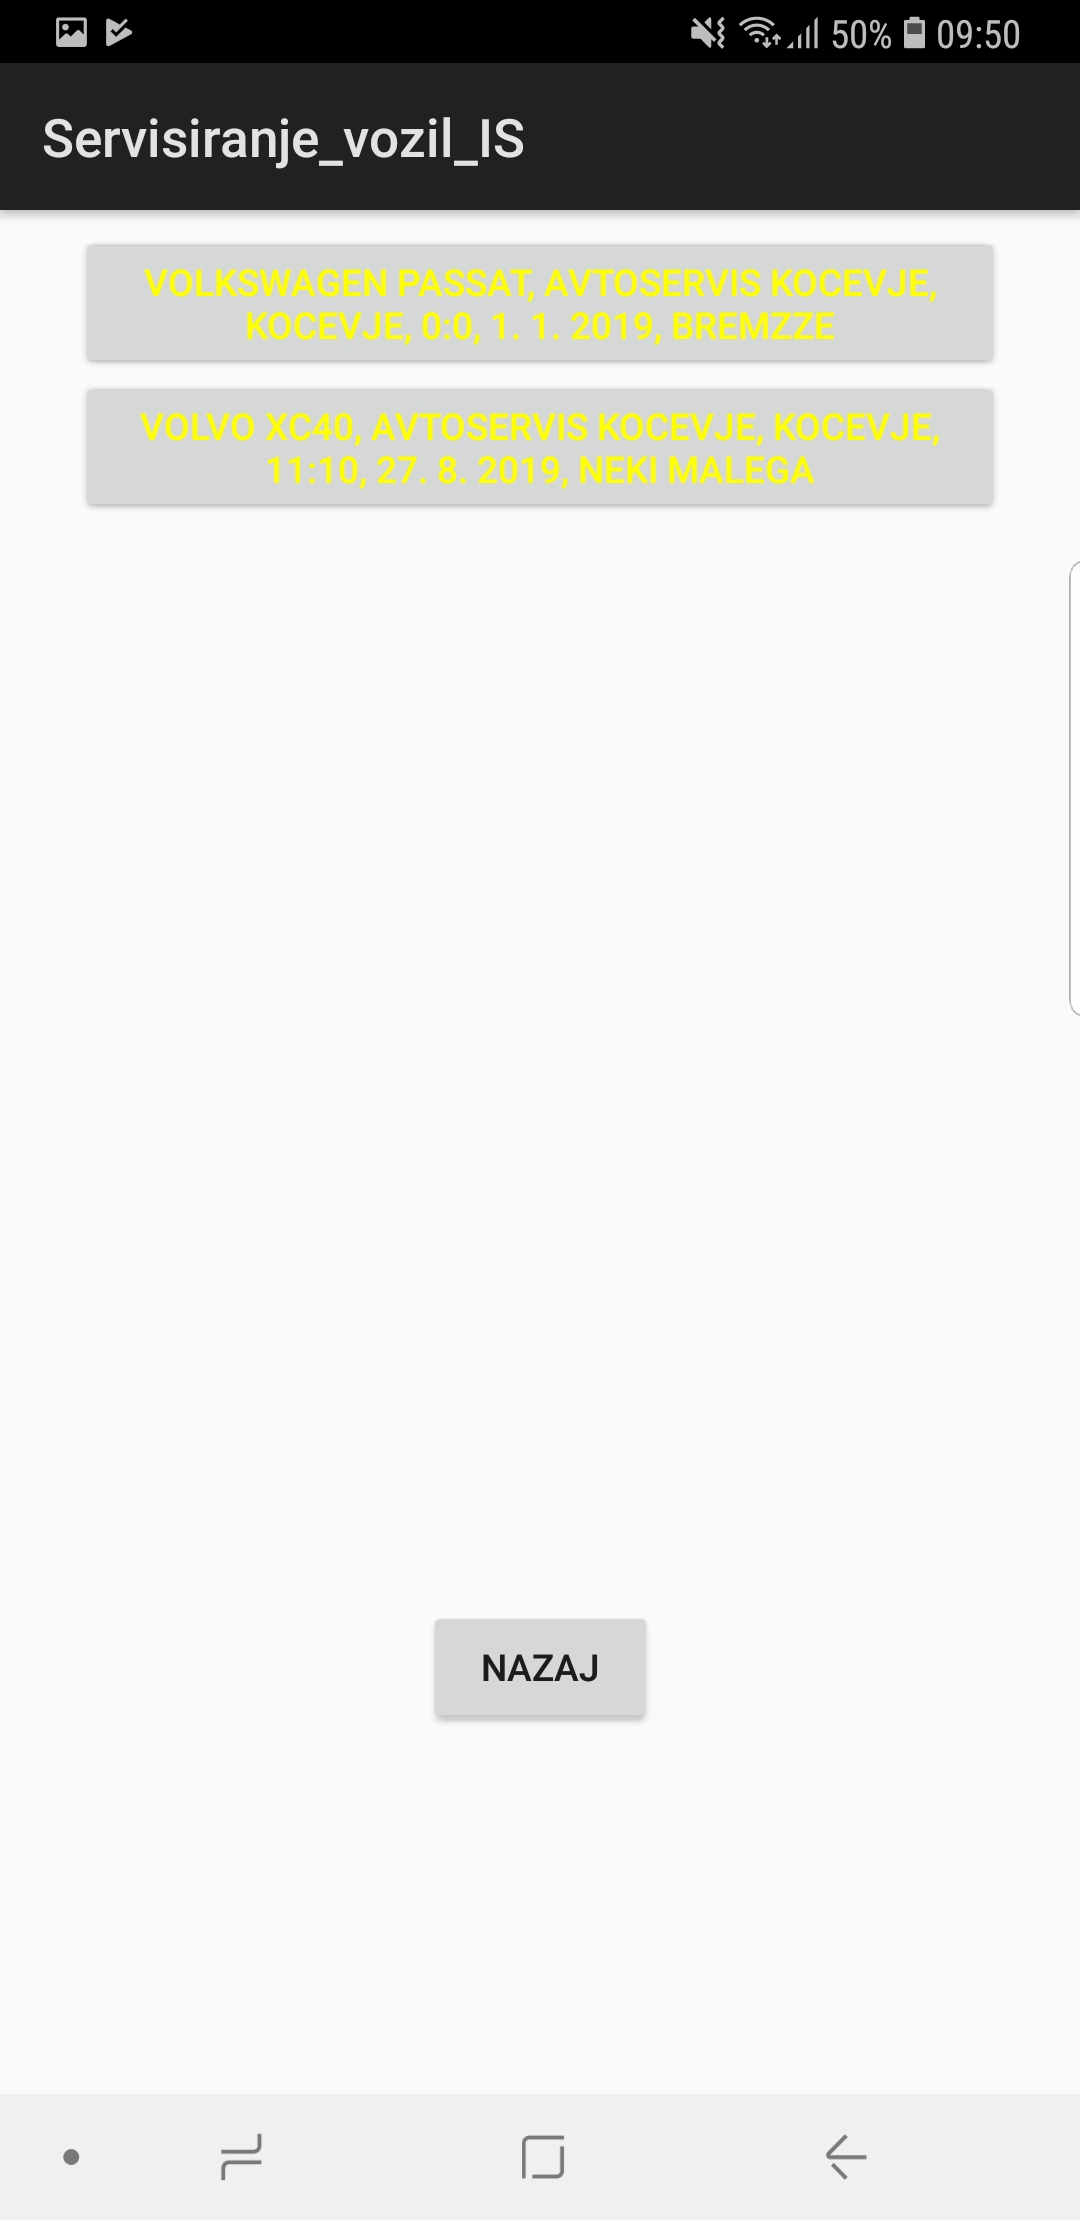 50% 09:50
Servisiranje_vozil_IS
VOLKSWAGEN PASSAT, AVTOSERVIS KOCEVJE,
KOCEVJE, 0:0, 1. 1. 2019, BREMZZE
VOLVO XC40, AVTOSERVIS KOCEVJE, KOCEVJE,
11:10, 27. 8. 2019, NEKI MALEGA
NAZAJ